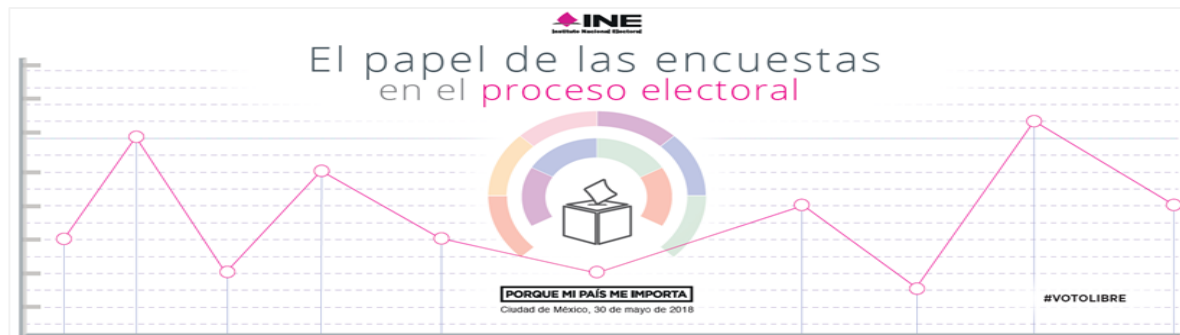 INE
Instituto Nacional Electoral
El papel de las encuestas
en el proceso electoral
PORQUE MI PAÍS ME IMPORTA
Ciudad de México, 30 de mayo de 2018
#VOTOLIBRE